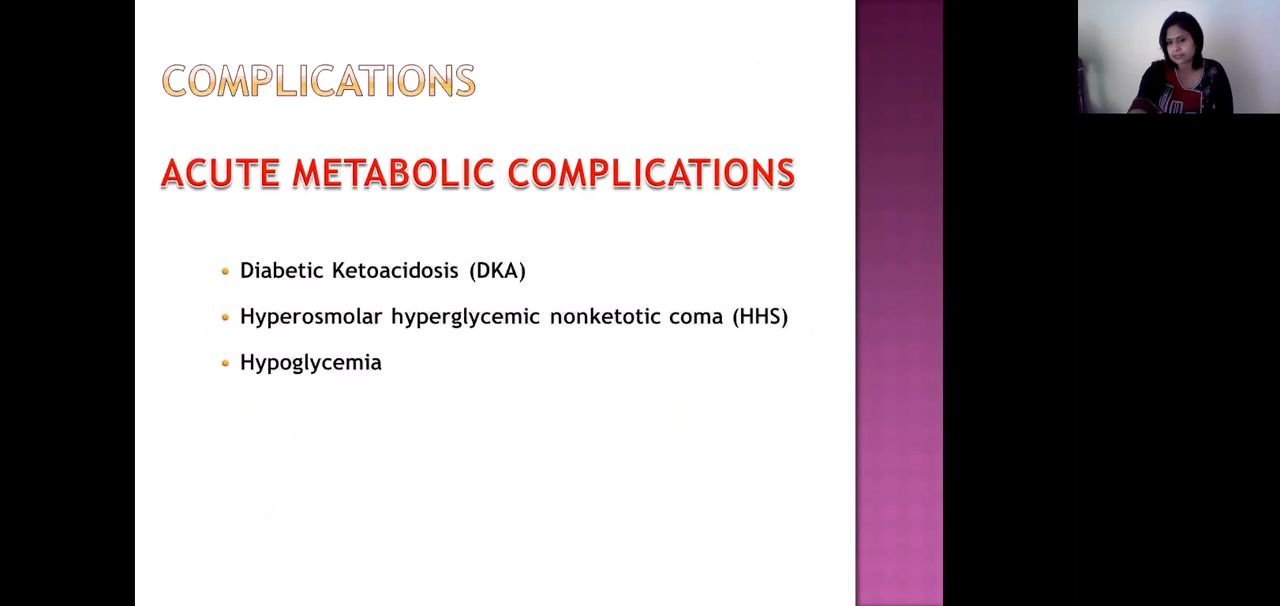 COMPLICATIONS
ACUTE METABOLIC COMPLICATIONS
• Diabetic Ketoacidosis (DKA)
• Hyperosmolar hyperglycemic nonketotic coma (HHS)
• Hypoglycemia